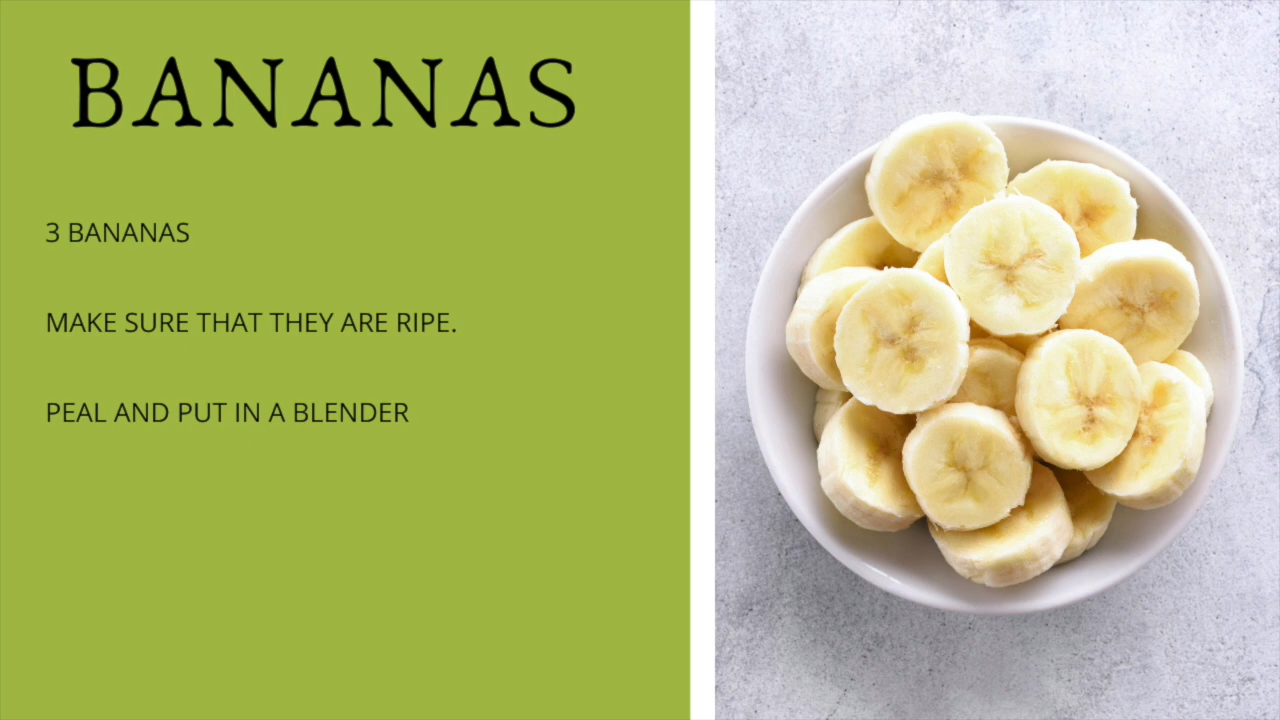 BANANAS
3 BANANAS
MAKE SURE THAT THEY ARE RIPE.
PEAL AND PUT IN A BLENDER